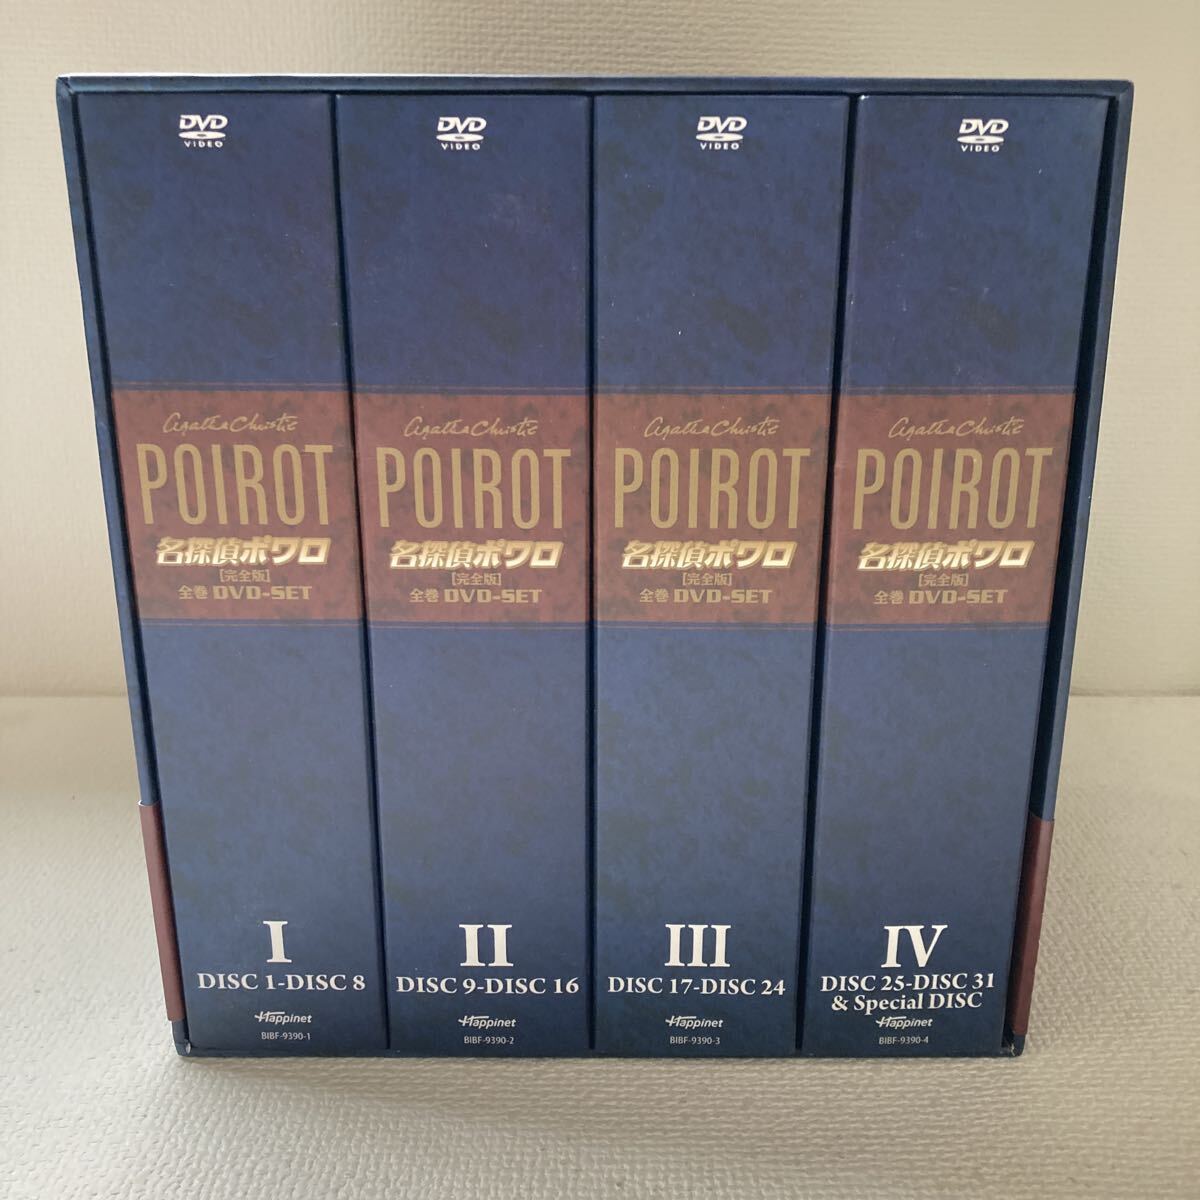 DVD
VIDEO
Agatha Christie
POIROT
名探偵ポワロ
[完全版]
全巻 DVD-SET
I
DISC 1-DISC 8
Happinet
BIBF-9390-1
DVD
VIDEO
Agatha Christie
POIROT
名探偵ポワロ
[完全版]
全巻 DVD-SET
II
DISC 9-DISC 16
Happinet
BIBF-9390-2
DVD
VIDEO
Agatha Christie
POIROT
名探偵ポワロ
[完全版]
全巻 DVD-SET
III
DISC 17-DISC 24
Happinet
BIBF-9390-3
DVD
VIDEO
Agatha Christie
POIROT
名探偵ポワロ
[完全版]
全巻 DVD-SET
IV
DISC 25-DISC 31
& Special DISC
Happinet
BIBF-9390-4